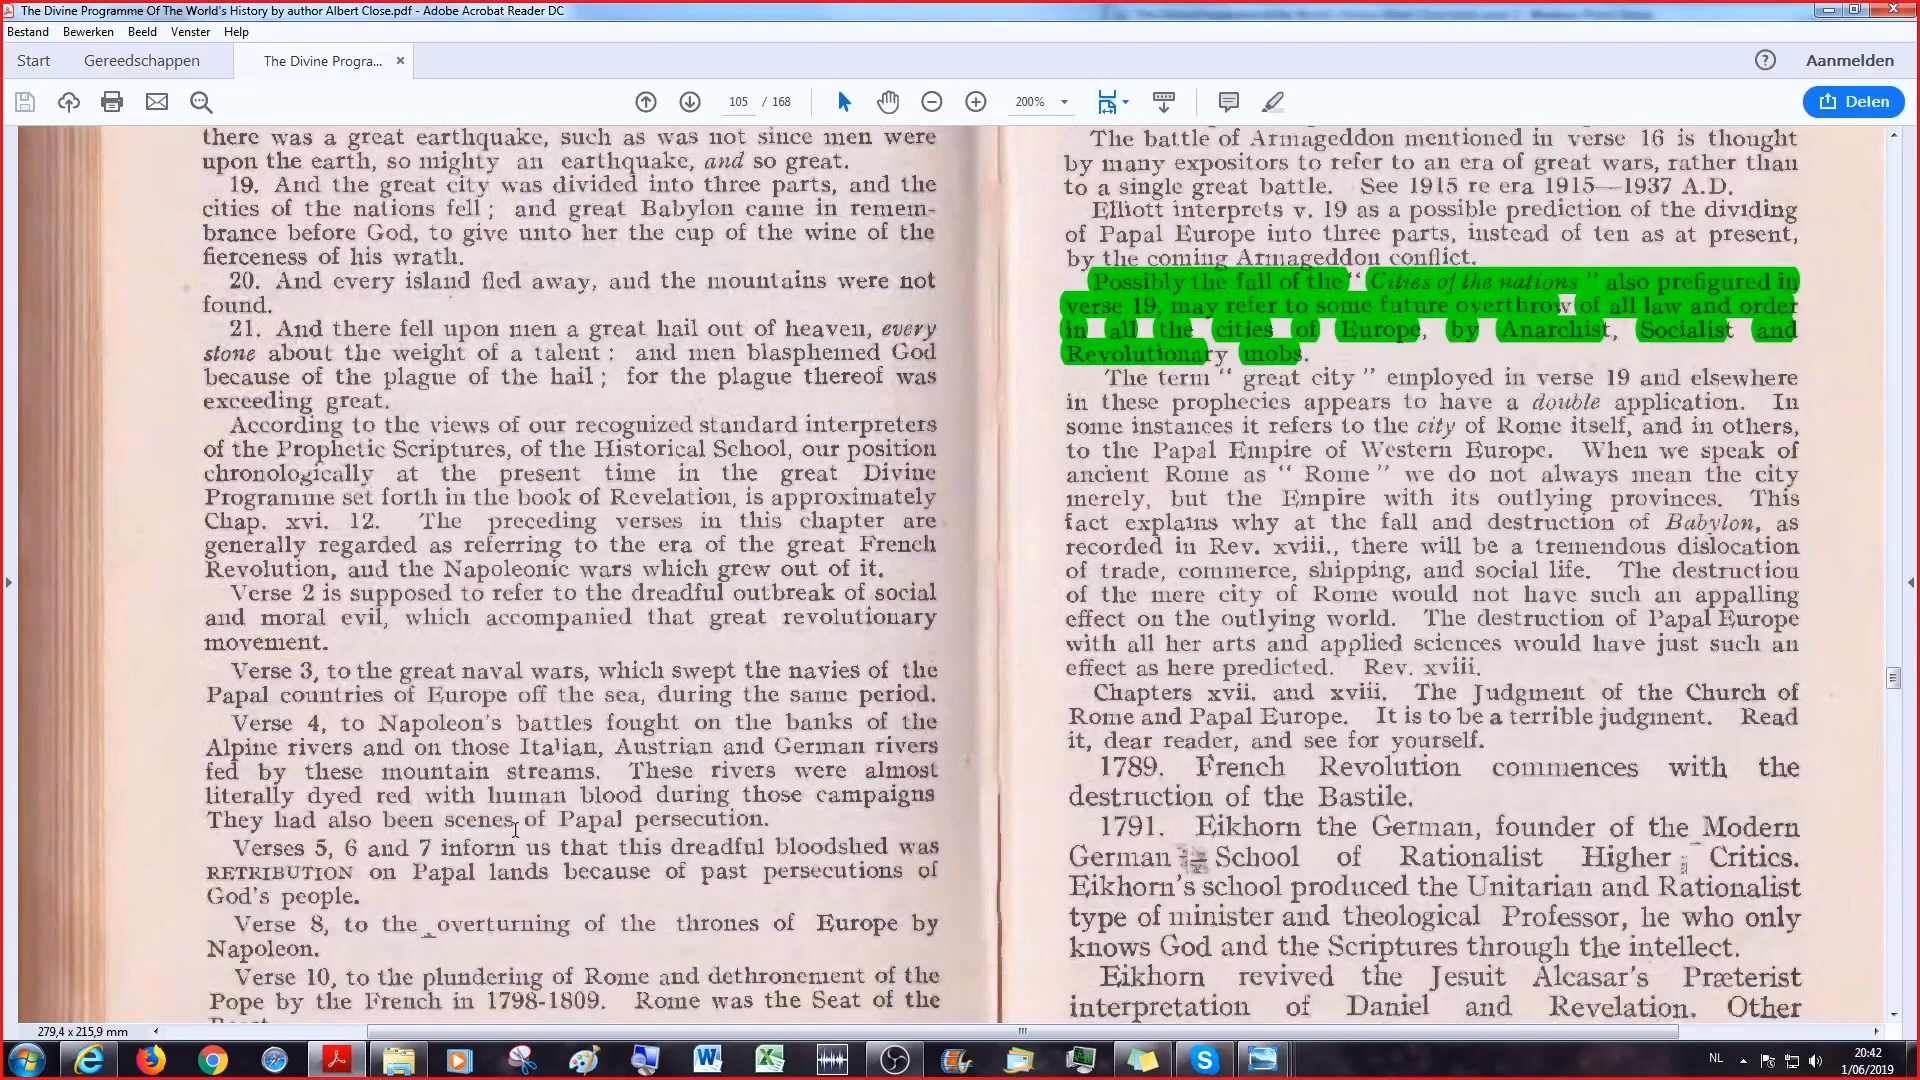 The Divine Programme Of The World's History by author Albert Close.pdf - Adobe Acrobat Reader DC
Bestand Bewerken Beeld Venster Help
Start Gereedschappen The Divine Progra... × Aanmelden
105 / 168 200% Delen
there was a great earthquake, such as was not since men were
upon the earth, so mighty an earthquake, and so great.
19. And the great city was divided into three parts, and the
cities of the nations fell ; and great Babylon came in remem-
brance before God, to give unto her the cup of the wine of the
fierceness of his wrath.
20. And every island fled away, and the mountains were not
found.
21. And there fell upon men a great hail out of heaven, every
stone about the weight of a talent : and men blasphemed God
because of the plague of the hail ; for the plague thereof was
exceeding great.
According to the views of our recognized standard interpreters
of the Prophetic Scriptures, of the Historical School, our position
chronologically at the present time in the great Divine
Programme set forth in the book of Revelation, is approximately
Chap. xvi. 12. The preceding verses in this chapter are
generally regarded as referring to the era of the great French
Revolution, and the Napoleonic wars which grew out of it.
Verse 2 is supposed to refer to the dreadful outbreak of social
and moral evil, which accompanied that great revolutionary
movement.
Verse 3, to the great naval wars, which swept the navies of the
Papal countries of Europe off the sea, during the same period.
Verse 4, to Napoleon's battles fought on the banks of the
Alpine rivers and on those Italian, Austrian and German rivers
fed by these mountain streams. These rivers were almost
literally dyed red with human blood during those campaigns
They had also been scenes of Papal persecution.
Verses 5, 6 and 7 inform us that this dreadful bloodshed was
RETRIBUTION on Papal lands because of past persecutions of
God's people.
Verse 8, to the overturning of the thrones of Europe by
Napoleon.
Verse 10, to the plundering of Rome and dethronement of the
Pope by the French in 1798-1809. Rome was the Seat of the
The battle of Armageddon mentioned in verse 16 is thought
by many expositors to refer to an era of great wars, rather than
to a single great battle. See 1915 re era 1915—1937 A.D.
Elliott interprets v. 19 as a possible prediction of the dividing
of Papal Europe into three parts, instead of ten as at present,
by the coming Armageddon conflict.
Possibly the fall of the " Cities of the nations " also prefigured in
verse 19, may refer to some future overthrow of all law and order
in all the cities of Europe, by Anarchist, Socialist and
Revolutionary mobs.
The term " great city " employed in verse 19 and elsewhere
in these prophecies appears to have a double application. In
some instances it refers to the city of Rome itself, and in others,
to the Papal Empire of Western Europe. When we speak of
ancient Rome as " Rome " we do not always mean the city
merely, but the Empire with its outlying provinces. This
fact explains why at the fall and destruction of Babylon, as
recorded in Rev. xviii., there will be a tremendous dislocation
of trade, commerce, shipping, and social life. The destruction
of the mere city of Rome would not have such an appalling
effect on the outlying world. The destruction of Papal Europe
with all her arts and applied sciences would have just such an
effect as here predicted. Rev. xviii.
Chapters xvii. and xviii. The Judgment of the Church of
Rome and Papal Europe. It is to be a terrible judgment. Read
it, dear reader, and see for yourself.
1789. French Revolution commences with the
destruction of the Bastile.
1791. Eikhorn the German, founder of the Modern
German School of Rationalist Higher Critics.
Eikhorn's school produced the Unitarian and Rationalist
type of minister and theological Professor, he who only
knows God and the Scriptures through the intellect.
Eikhorn revived the Jesuit Alcasar's Præterist
interpretation of Daniel and Revelation. Other
279,4 x 215,9 mm
NL 20:42
1/06/2019